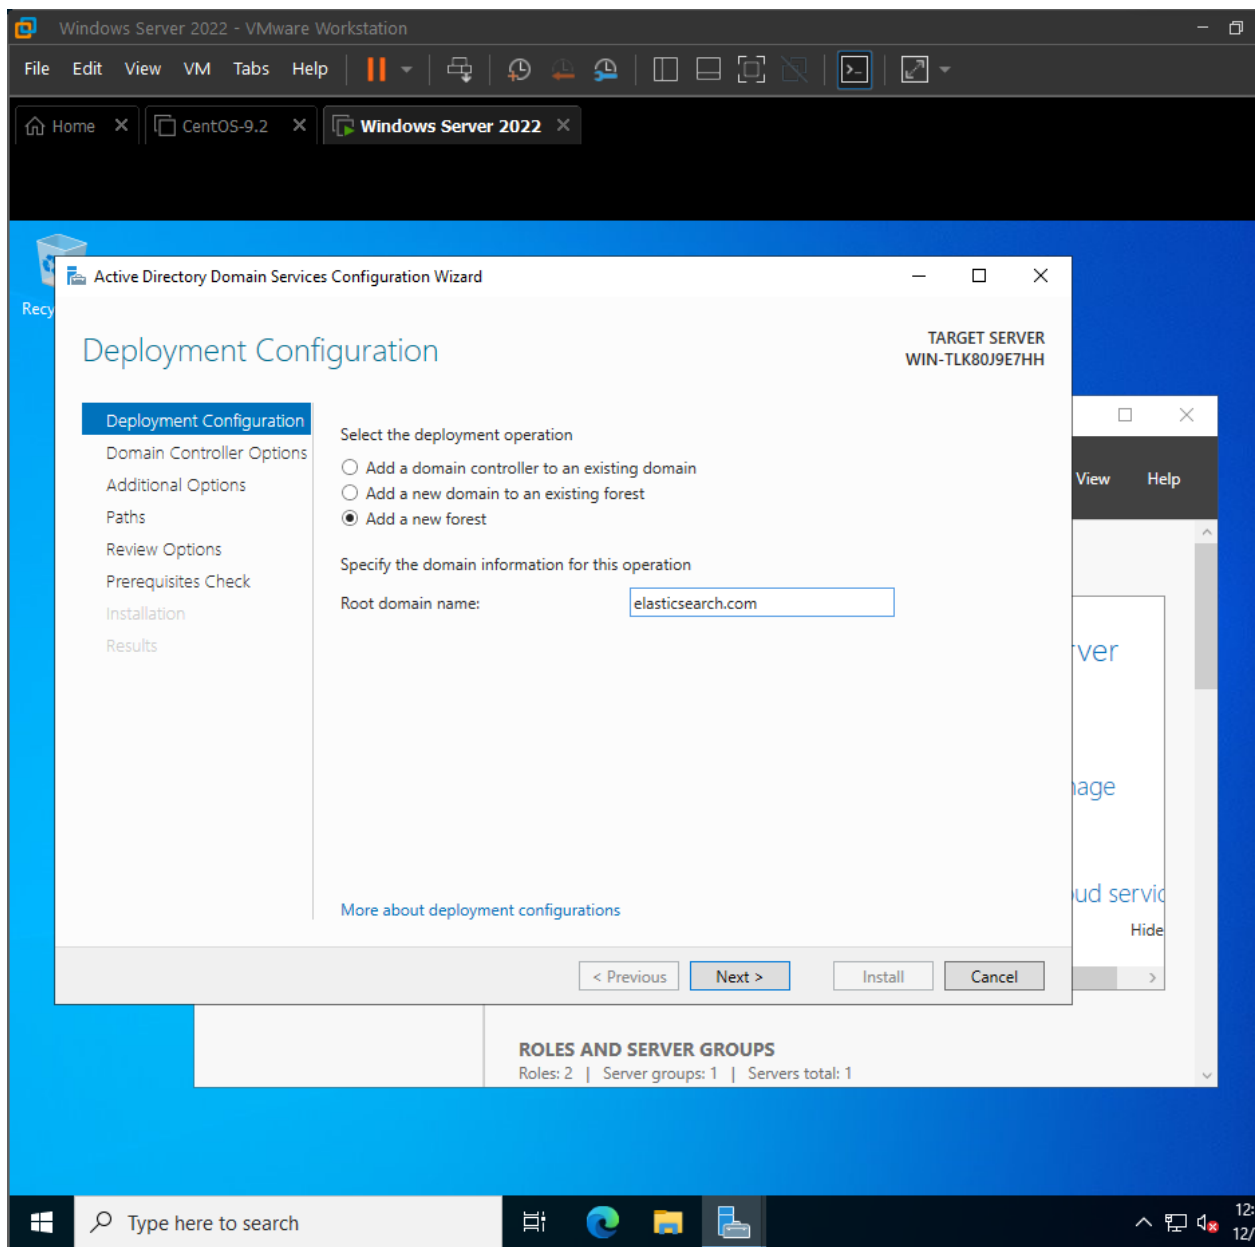 Windows Server 2022 - VMware Workstation
File Edit View VM Tabs Help
Home CentOS-9.2 Windows Server 2022
Active Directory Domain Services Configuration Wizard
Deployment Configuration
TARGET SERVER
WIN-TLK80J9E7HH
Deployment Configuration
Domain Controller Options
Additional Options
Paths
Review Options
Prerequisites Check
Installation
Results
Select the deployment operation
Add a domain controller to an existing domain
Add a new domain to an existing forest
Add a new forest
Specify the domain information for this operation
Root domain name: elasticsearch.com
More about deployment configurations
< Previous Next > Install Cancel
View Help
Hide
ROLES AND SERVER GROUPS
Roles: 2 | Server groups: 1 | Servers total: 1
Type here to search
12:
12/